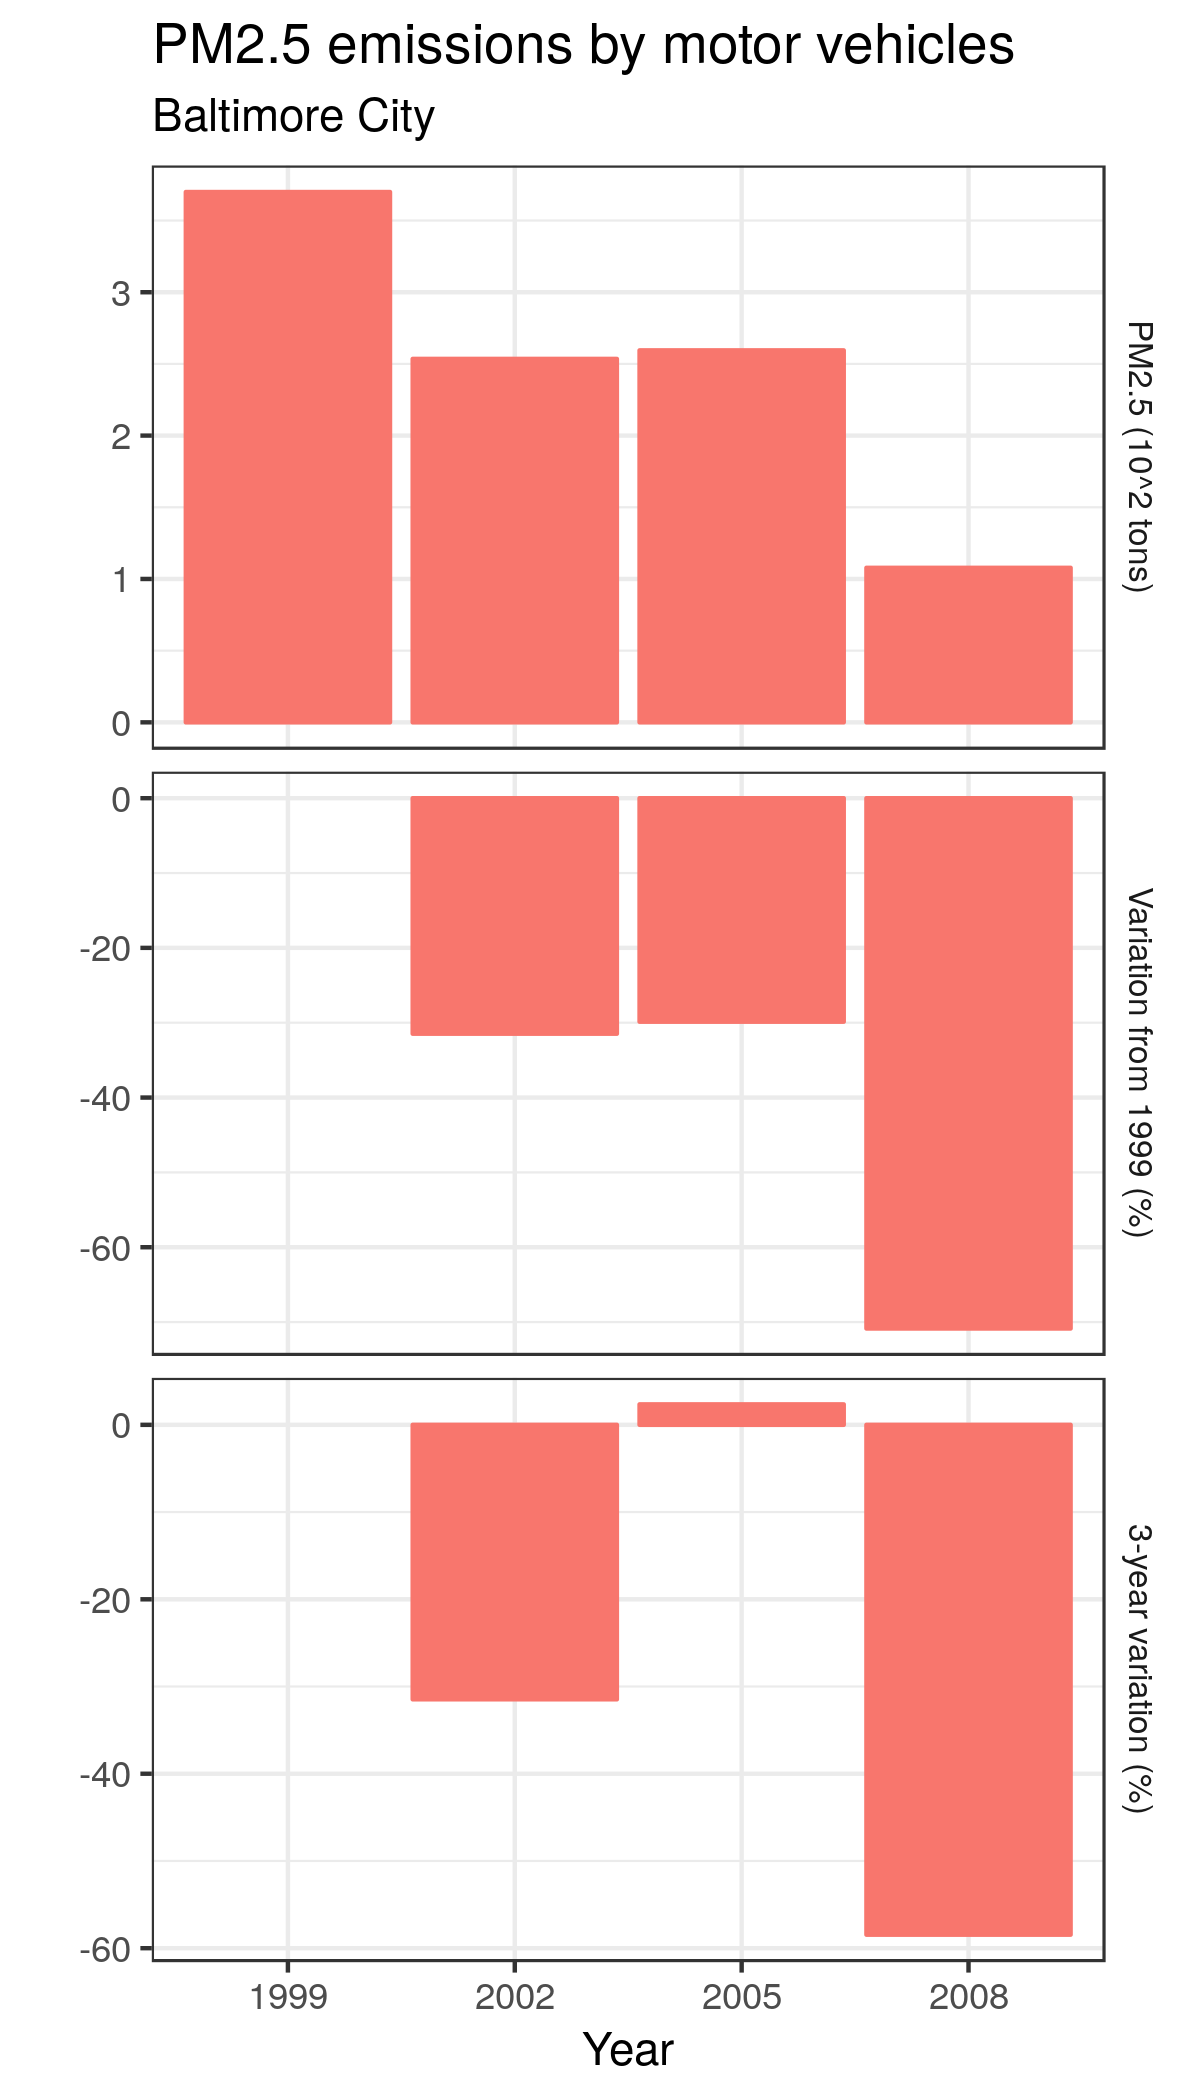 PM2.5 emissions by motor vehicles
Baltimore City
3
2
1
0
PM2.5 (10^2 tons)
0
-20
-40
-60
Variation from 1999 (%)
0
-20
-40
-60
3-year variation (%)
1999 2002 2005 2008
Year